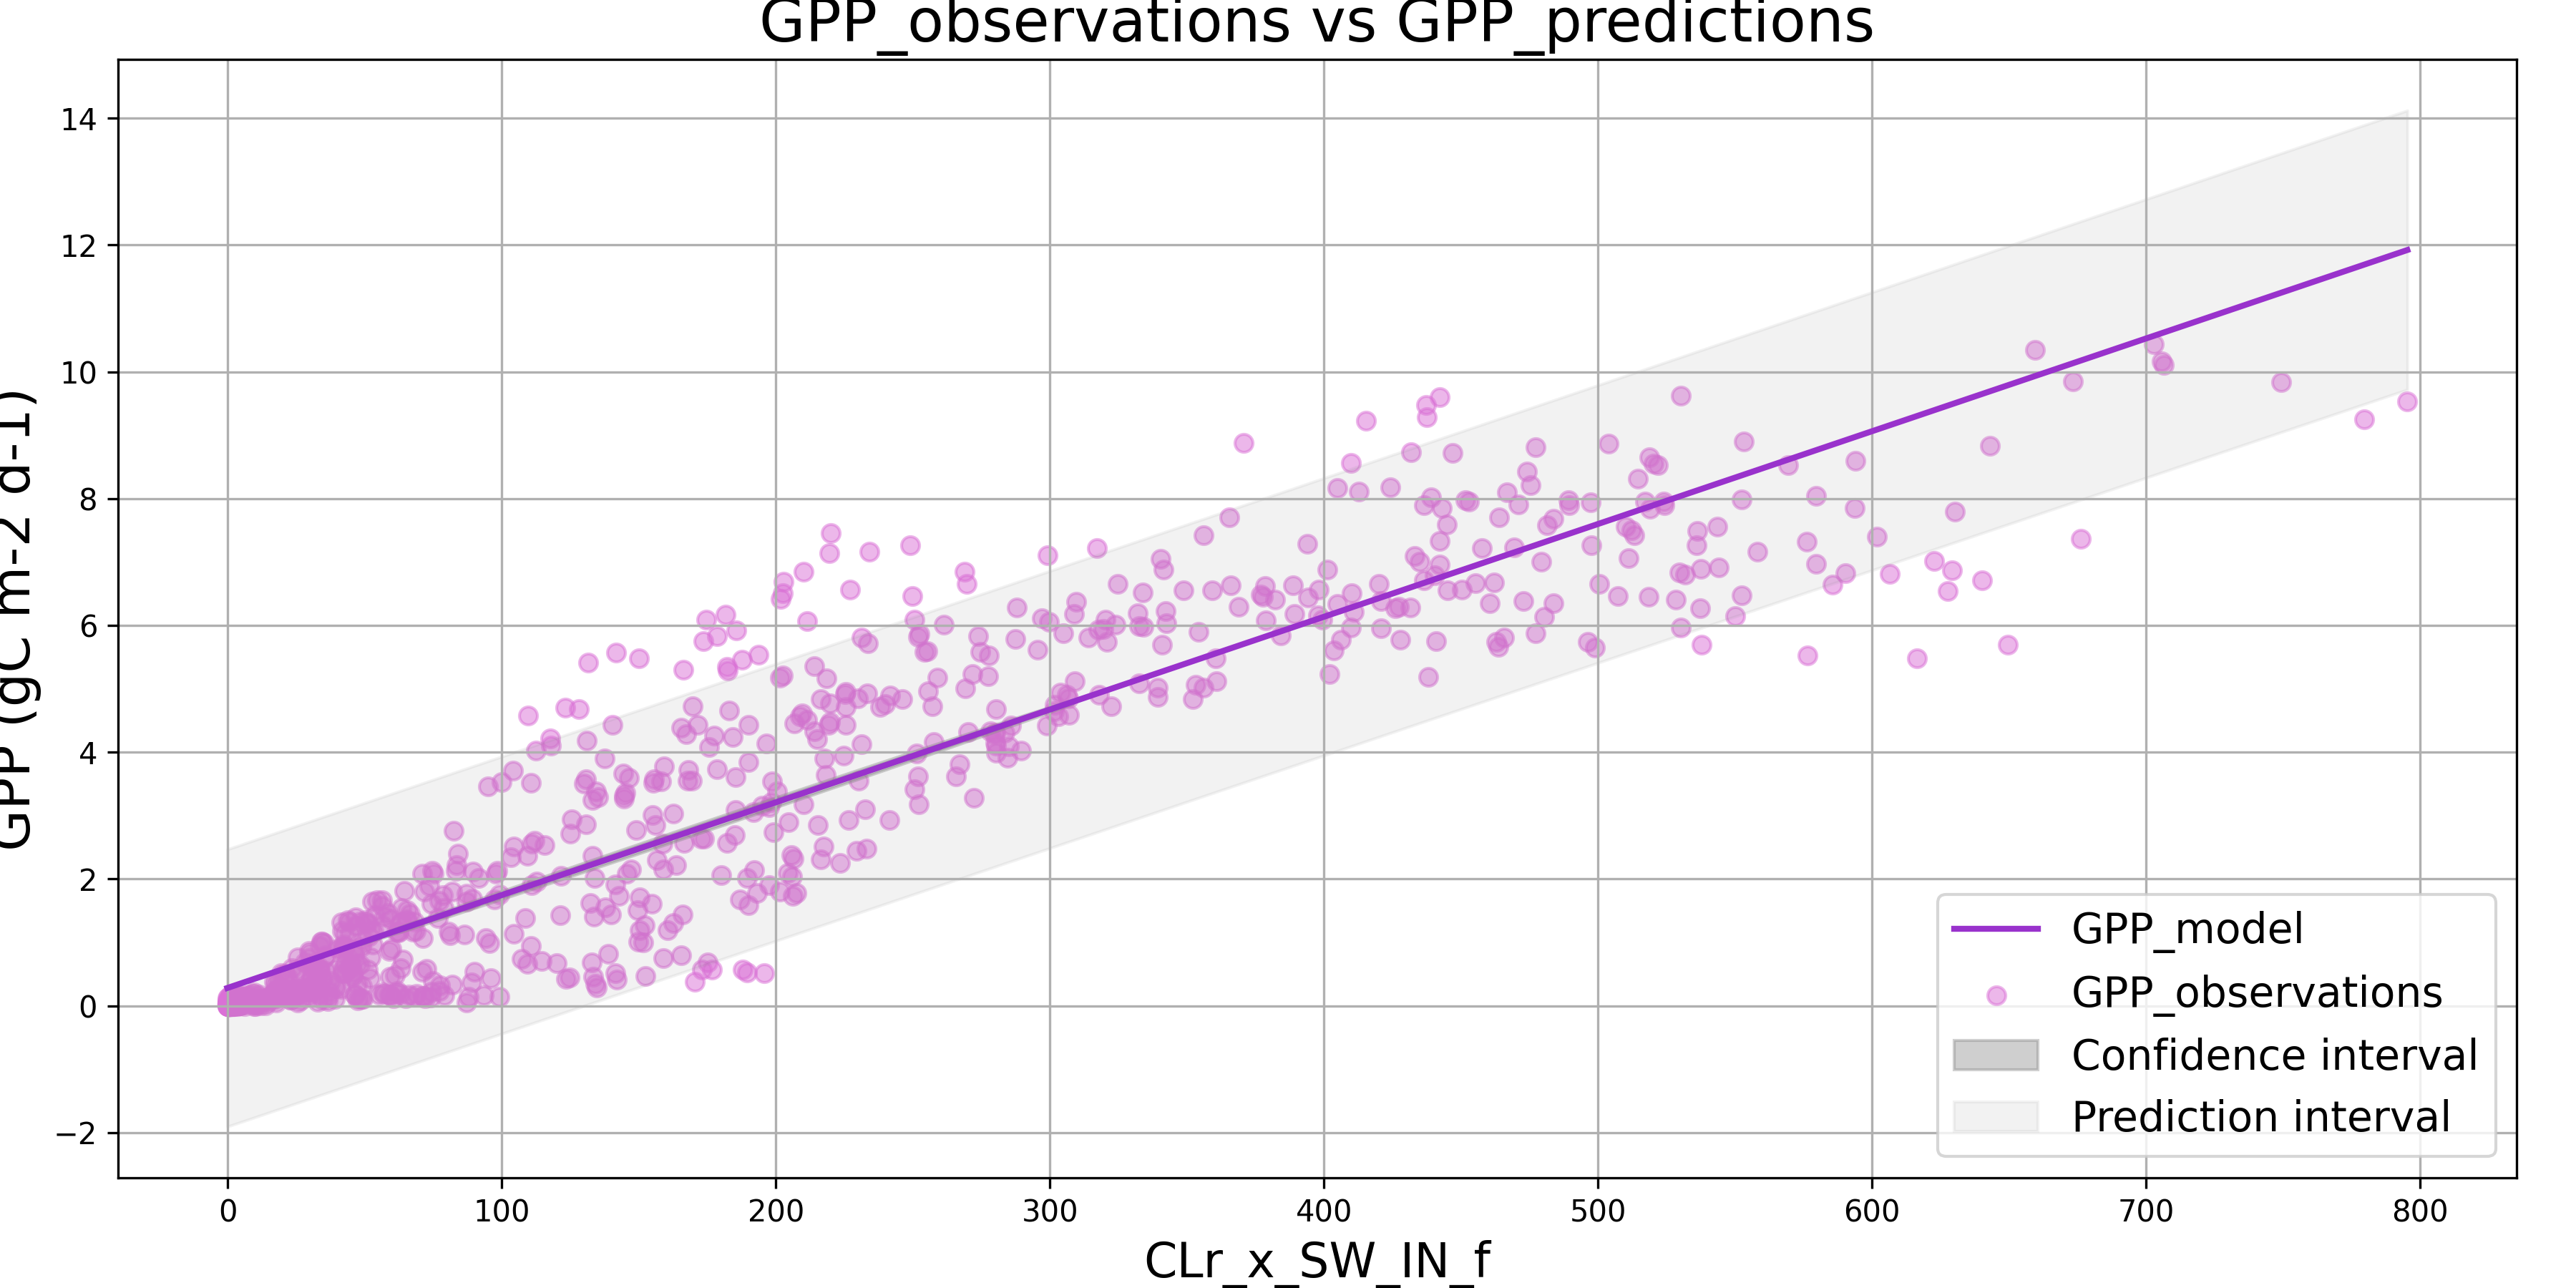 GPP_observations vs GPP_predictions
GPP (gC m-2 d-1)
14
12
10
8
6
4
2
0
−2
0 100 200 300 400 500 600 700 800
CLr_x_SW_IN_f
GPP_model
GPP_observations
Confidence interval
Prediction interval